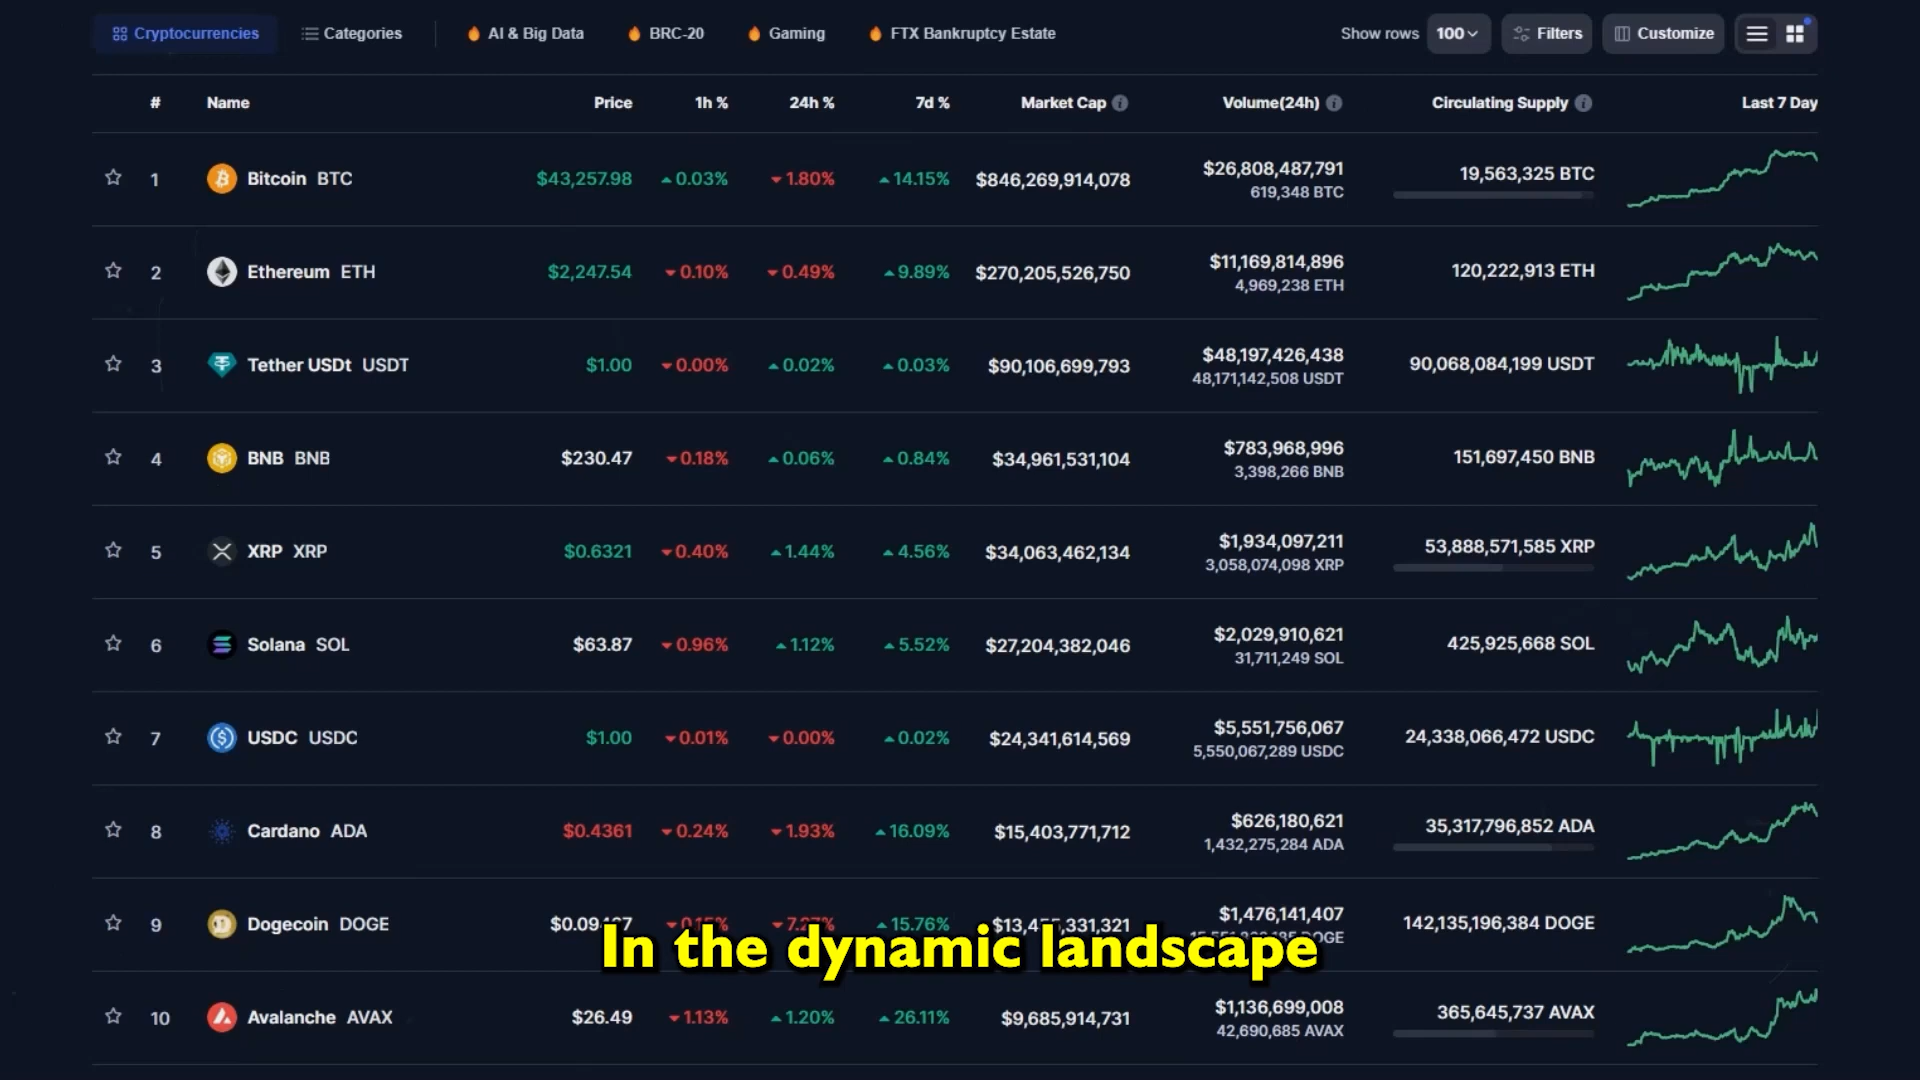 Cryptocurrencies Categories AI & Big Data BRC-20 Gaming FTX Bankruptcy Estate Show rows 100 Filters Customize
# Name Price 1h % 24h % 7d % Market Cap Volume(24h) Circulating Supply Last 7 Day
1 Bitcoin BTC $43,257.98 0.03% 1.80% 14.15% $846,269,914,078 $26,808,487,791 19,563,325 BTC
619,348 BTC
2 Ethereum ETH $2,247.54 0.10% 0.49% 9.89% $270,205,526,750 $11,169,814,896 120,222,913 ETH
4,969,238 ETH
3 Tether USDt USDT $1.00 0.00% 0.02% 0.03% $90,106,699,793 $48,197,426,438 90,068,084,199 USDT
48,171,142,508 USDT
4 BNB BNB $230.47 0.18% 0.06% 0.84% $34,961,531,104 $783,968,996 151,697,450 BNB
3,398,266 BNB
5 XRP XRP $0.6321 0.40% 1.44% 4.56% $34,063,462,134 $1,934,097,211 53,888,571,585 XRP
3,058,074,098 XRP
6 Solana SOL $63.87 0.96% 1.12% 5.52% $27,204,382,046 $2,029,910,621 425,925,668 SOL
31,711,249 SOL
7 USDC USDC $1.00 0.01% 0.00% 0.02% $24,341,614,569 $5,551,756,067 24,338,066,472 USDC
5,550,067,289 USDC
8 Cardano ADA $0.4361 0.24% 1.93% 16.09% $15,403,771,712 $626,180,621 35,317,796,852 ADA
1,432,275,284 ADA
9 Dogecoin DOGE 15.76% $1,476,141,407 142,135,196,384 DOGE
DOGE
In the dynamic landscape
10 Avalanche AVAX $26.49 1.13% 1.20% 26.11% $9,685,914,731 $1,136,699,008 365,645,737 AVAX
42,690,685 AVAX